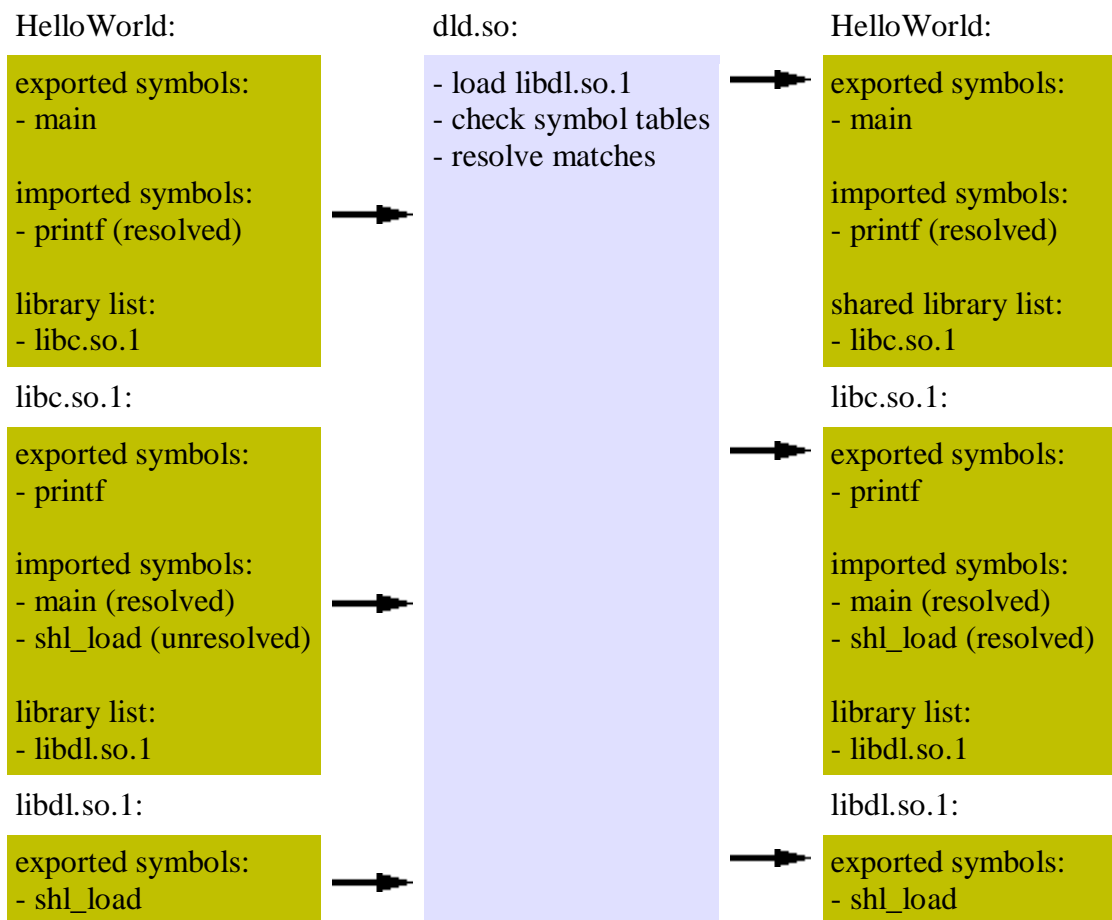 HelloWorld:
exported symbols:
- main
imported symbols:
- printf (resolved)
library list:
- libc.so.1
libc.so.1:
exported symbols:
- printf
imported symbols:
- main (resolved)
- shl_load (unresolved)
library list:
- libdl.so.1
libdl.so.1:
exported symbols:
- shl_load
dld.so:
- load libdl.so.1
- check symbol tables
- resolve matches
HelloWorld:
exported symbols:
- main
imported symbols:
- printf (resolved)
shared library list:
- libc.so.1
libc.so.1:
exported symbols:
- printf
imported symbols:
- main (resolved)
- shl_load (resolved)
library list:
- libdl.so.1
libdl.so.1:
exported symbols:
- shl_load